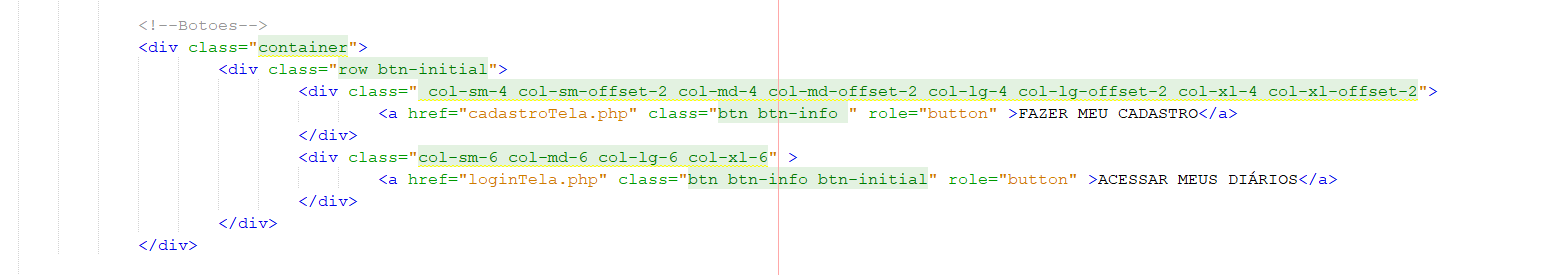 <!--Botoes-->
<div class="container">
<div class="row btn-initial">
<div class=" col-sm-4 col-sm-offset-2 col-md-4 col-md-offset-2 col-lg-4 col-lg-offset-2 col-xl-4 col-xl-offset-2">
<a href="cadastroTela.php" class="btn btn-info " role="button" >FAZER MEU CADASTRO</a>
</div>
<div class="col-sm-6 col-md-6 col-lg-6 col-xl-6" >
<a href="loginTela.php" class="btn btn-info btn-initial" role="button" >ACESSAR MEUS DIÁRIOS</a>
</div>
</div>
</div>